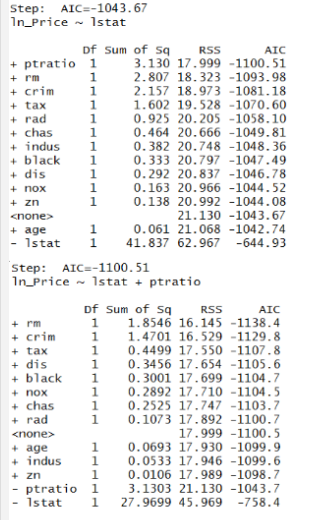 Step:  AIC=-1043.67
ln_Price ~ lstat
Df Sum of Sq    RSS      AIC
+ ptratio  1     3.130 17.999 -1100.51
+ rm       1     2.807 18.323 -1093.98
+ crim     1     2.157 18.973 -1081.18
+ tax      1     1.602 19.528 -1070.60
+ rad      1     0.925 20.205 -1058.10
+ chas     1     0.464 20.666 -1049.81
+ indus    1     0.382 20.748 -1048.36
+ black    1     0.333 20.797 -1047.49
+ dis      1     0.292 20.837 -1046.78
+ nox      1     0.163 20.966 -1044.52
+ zn       1     0.138 20.992 -1044.08
<none>                 21.130 -1043.67
+ age      1     0.061 21.068 -1042.74
- lstat    1    41.837 62.967  -644.93
Step:  AIC=-1100.51
ln_Price ~ lstat + ptratio
Df Sum of Sq    RSS     AIC
+ rm       1    1.8546 16.145 -1138.4
+ crim     1    1.4701 16.529 -1129.8
+ tax      1    0.4499 17.550 -1107.8
+ dis      1    0.3456 17.654 -1105.6
+ black    1    0.3001 17.699 -1104.7
+ nox      1    0.2892 17.710 -1104.5
+ chas     1    0.2525 17.747 -1103.7
+ rad      1    0.1073 17.892 -1100.7
<none>                 17.999 -1100.5
+ age      1    0.0693 17.930 -1099.9
+ indus    1    0.0533 17.946 -1099.6
+ zn       1    0.0106 17.989 -1098.7
- ptratio  1    3.1303 21.130 -1043.7
- lstat    1   27.9699 45.969  -758.4